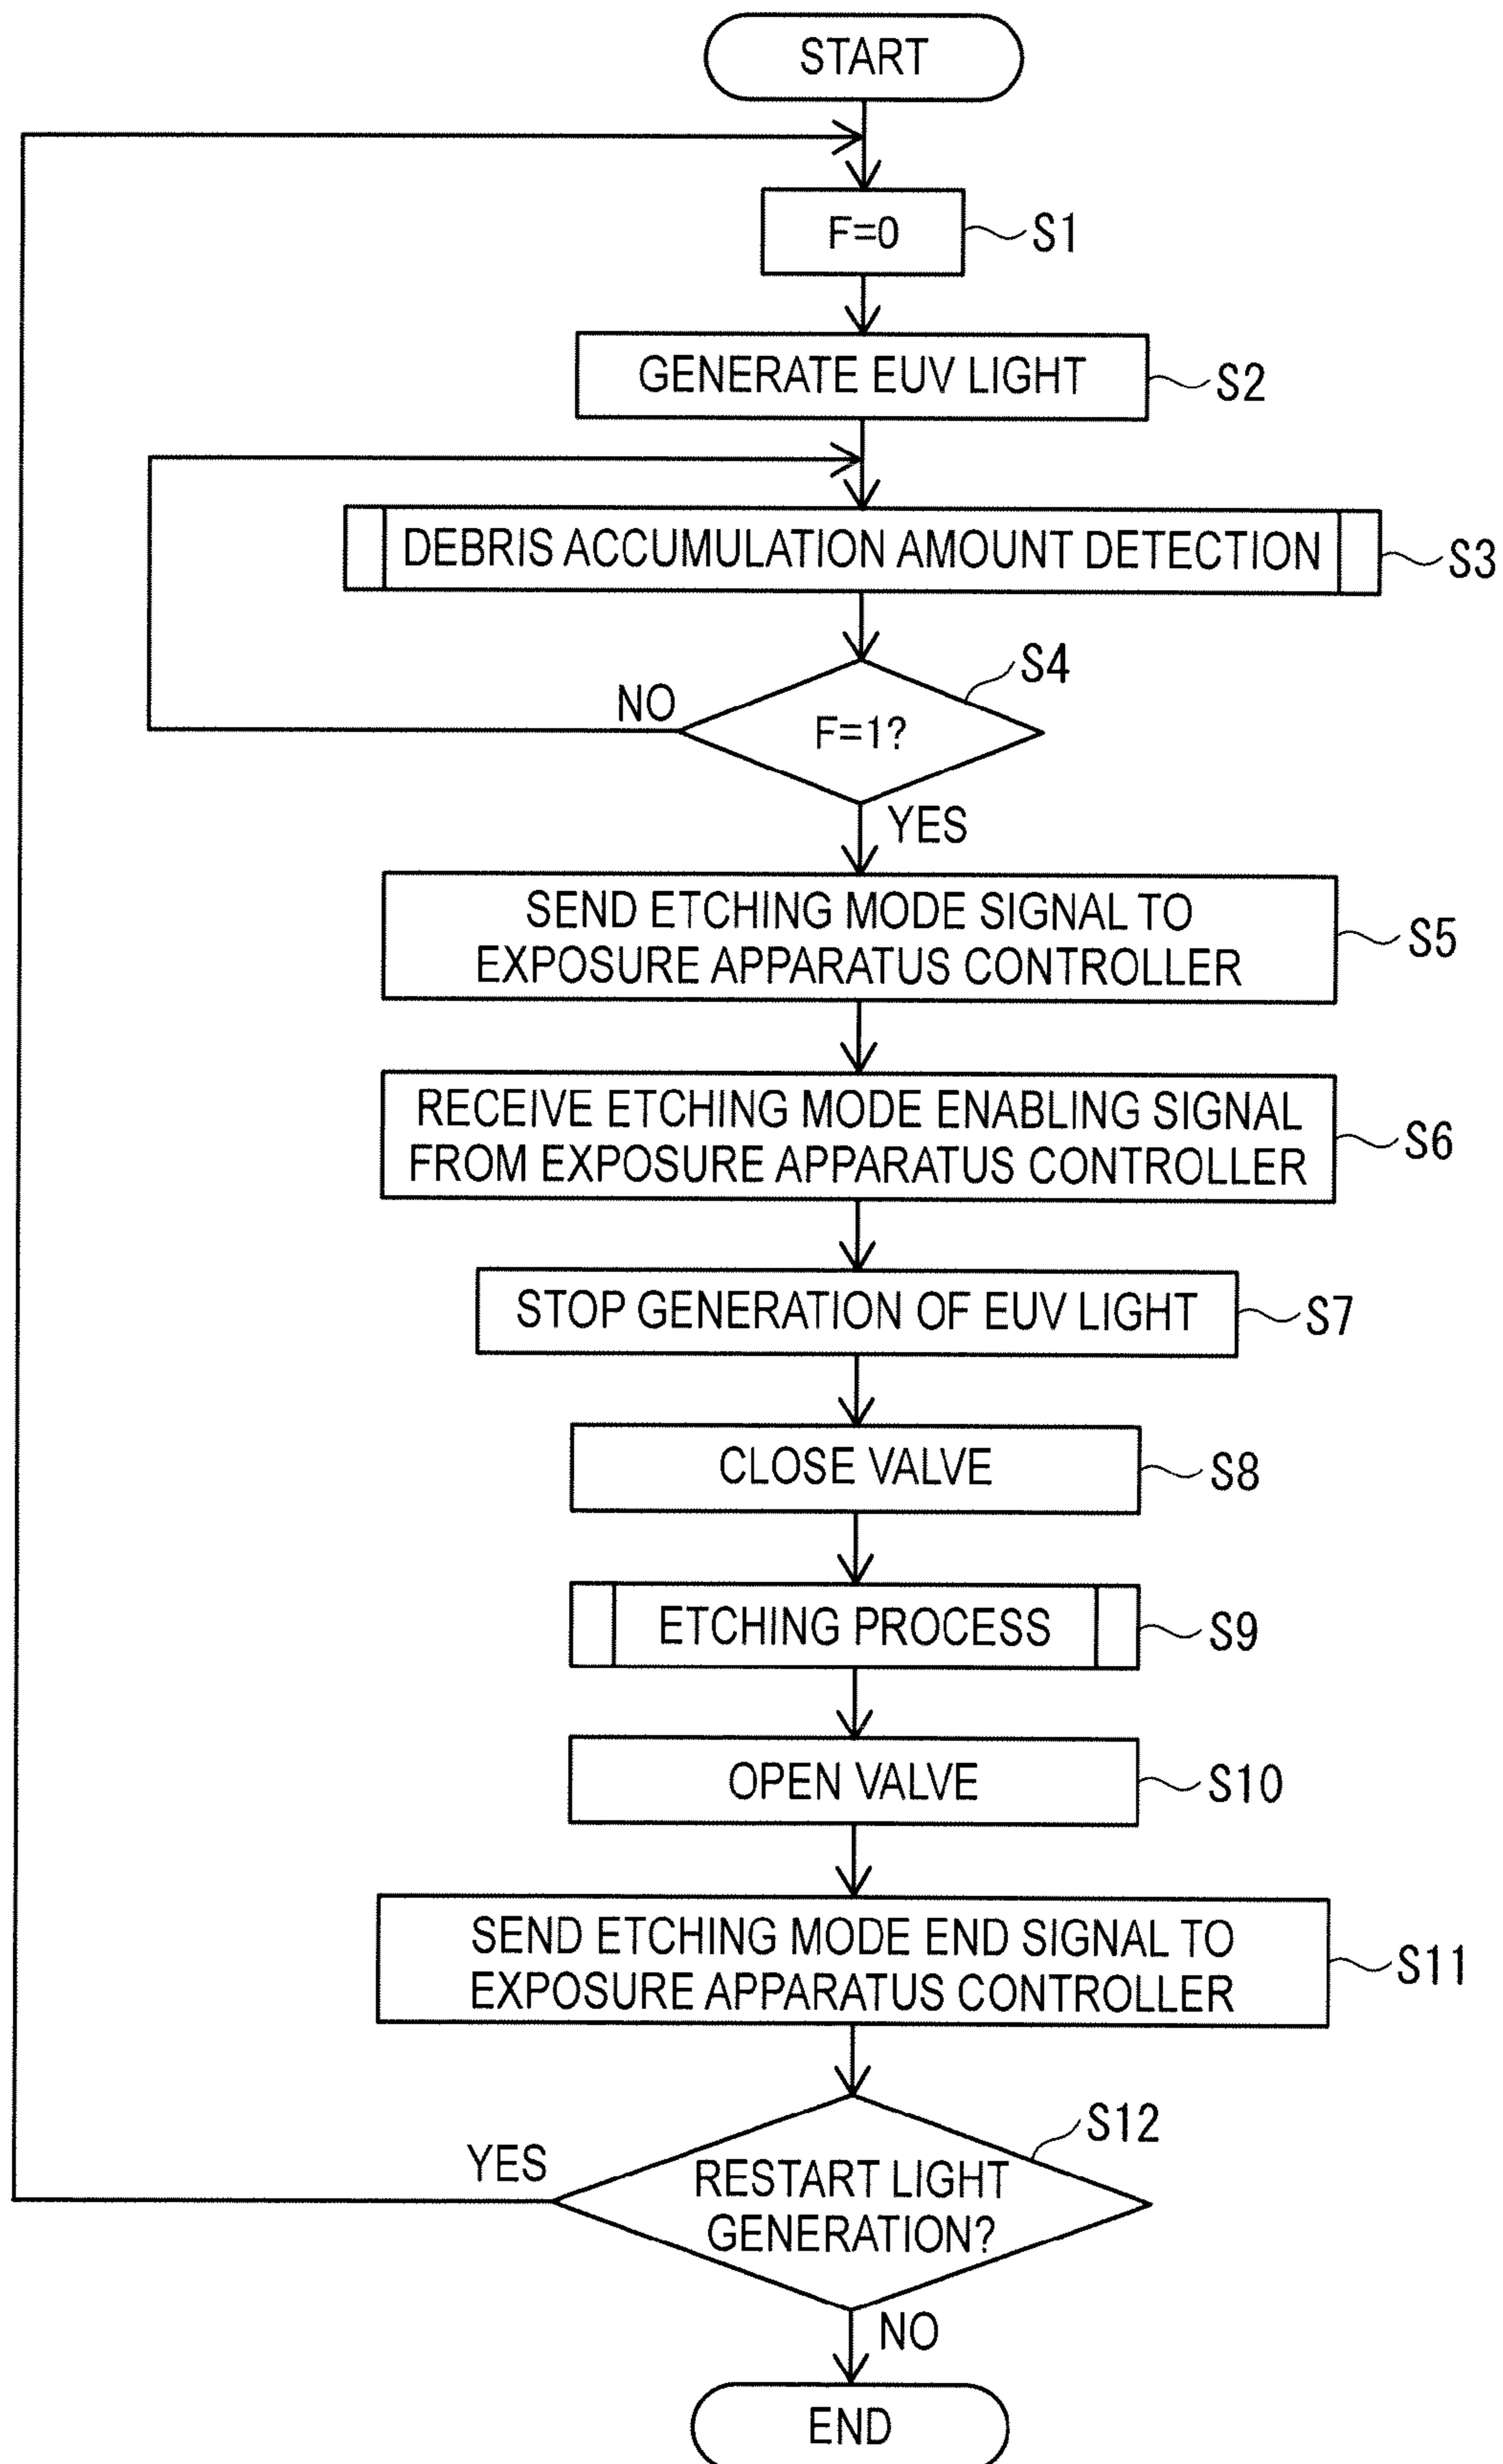 START
F=0
S1
GENERATE EUV LIGHT
S2
DEBRIS ACCUMULATION AMOUNT DETECTION
S3
S4
NO
F=1?
YES
SEND ETCHING MODE SIGNAL TO
EXPOSURE APPARATUS CONTROLLER
S5
RECEIVE ETCHING MODE ENABLING SIGNAL
FROM EXPOSURE APPARATUS CONTROLLER
S6
STOP GENERATION OF EUV LIGHT
S7
CLOSE VALVE
S8
ETCHING PROCESS
S9
OPEN VALVE
S10
SEND ETCHING MODE END SIGNAL TO
EXPOSURE APPARATUS CONTROLLER
S11
S12
YES
RESTART LIGHT
GENERATION?
NO
END